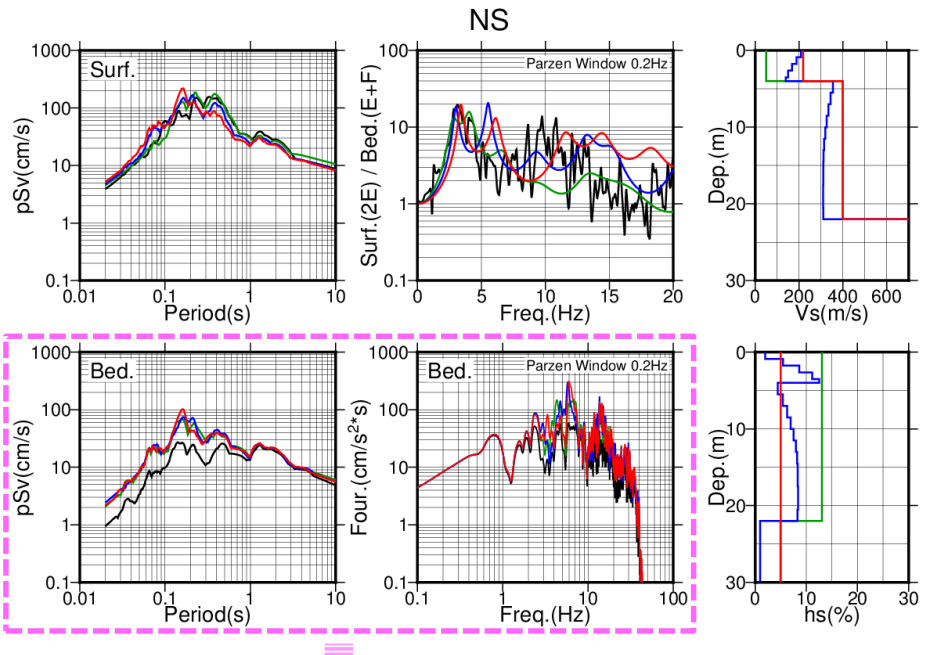 NS
1000
100
10
1
0.1
pSv(cm/s)
Surf.
0.01 0.1 1 10
Period(s)
100
10
1
0.1
Surf.(2E) / Bed.(E+F)
Parzen Window 0.2Hz
0 5 10 15 20
Freq.(Hz)
0
10
20
30
Dep.(m)
0 200 400 600
Vs(m/s)
1000
100
10
1
0.1
pSv(cm/s)
Bed.
0.01 0.1 1 10
Period(s)
1000
100
10
1
0.1
Four.(cm/s²*s)
Bed.
Parzen Window 0.2Hz
0.1 1 10 100
Freq.(Hz)
0
10
20
30
Dep.(m)
0 10 20 30
hs(%)